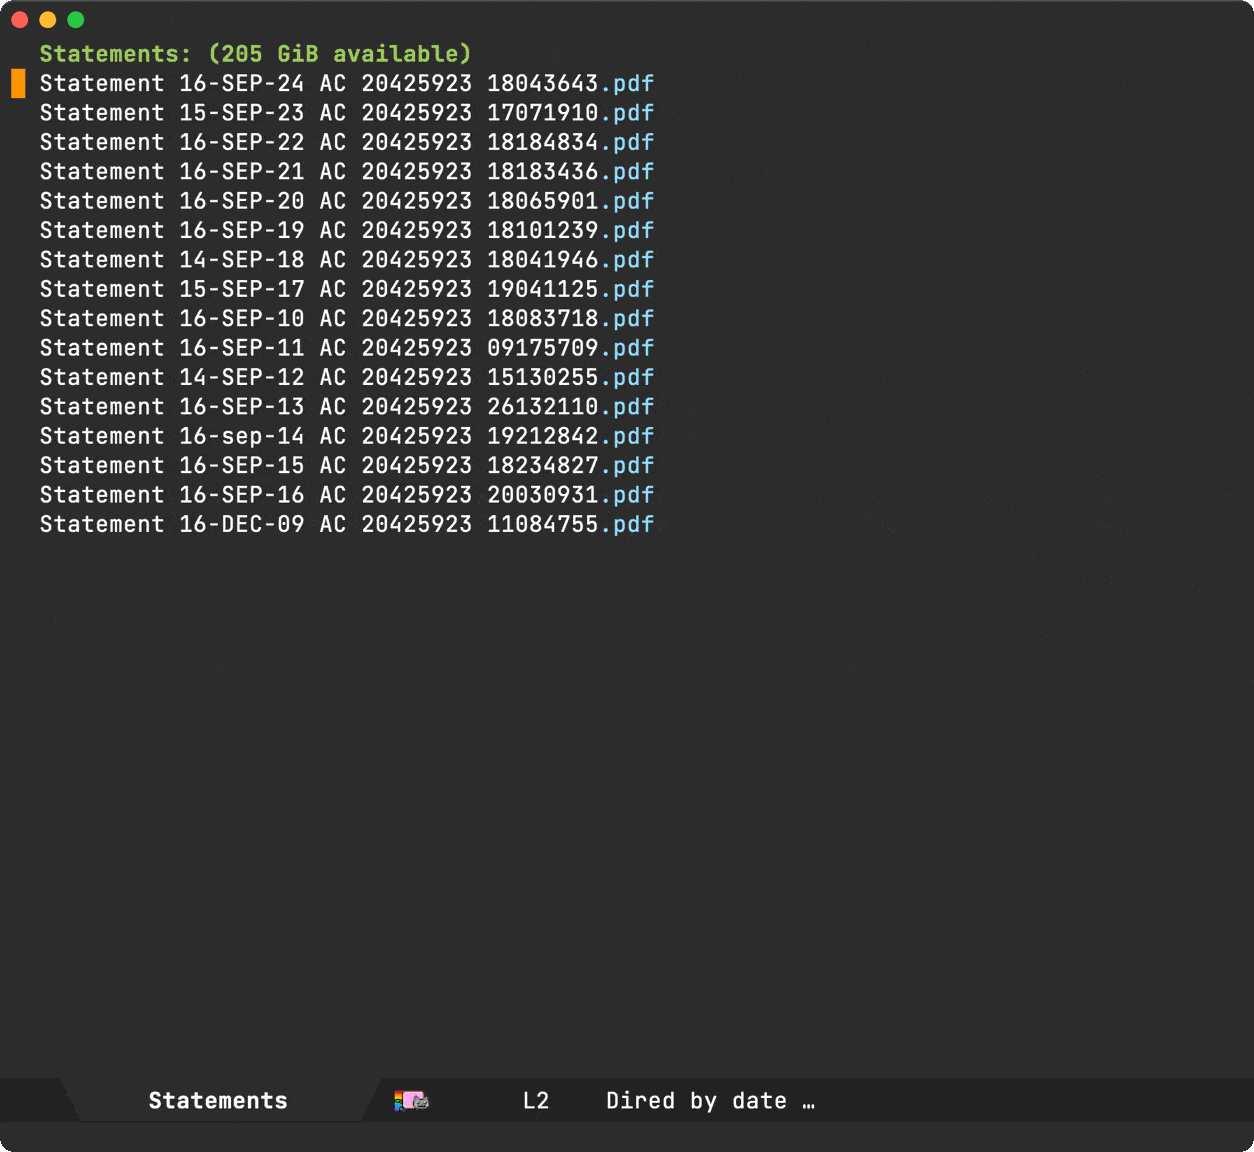 Statements: (205 GiB available)
Statement 16-SEP-24 AC 20425923 18043643.pdf
Statement 15-SEP-23 AC 20425923 17071910.pdf
Statement 16-SEP-22 AC 20425923 18184834.pdf
Statement 16-SEP-21 AC 20425923 18183436.pdf
Statement 16-SEP-20 AC 20425923 18065901.pdf
Statement 16-SEP-19 AC 20425923 18101239.pdf
Statement 14-SEP-18 AC 20425923 18041946.pdf
Statement 15-SEP-17 AC 20425923 19041125.pdf
Statement 16-SEP-10 AC 20425923 18083718.pdf
Statement 16-SEP-11 AC 20425923 09175709.pdf
Statement 14-SEP-12 AC 20425923 15130255.pdf
Statement 16-SEP-13 AC 20425923 26132110.pdf
Statement 16-sep-14 AC 20425923 19212842.pdf
Statement 16-SEP-15 AC 20425923 18234827.pdf
Statement 16-SEP-16 AC 20425923 20030931.pdf
Statement 16-DEC-09 AC 20425923 11084755.pdf
Statements L2 Dired by date …